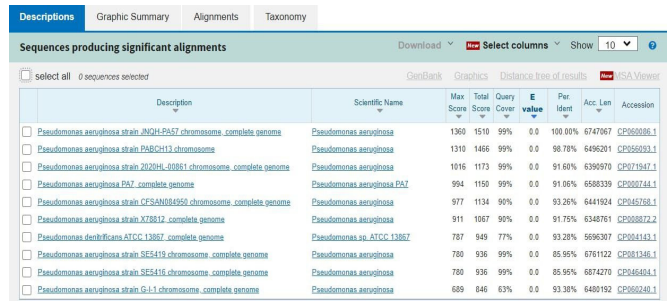 Descriptions Graphic Summary Alignments Taxonomy
Sequences producing significant alignments Download New Select columns Show 10 ?
select all 0 sequences selected GenBank Graphics Distance tree of results New MSA Viewer
Description Scientific Name Max Score Total Score Query Cover E value Per. Ident Acc. Len Accession
Pseudomonas aeruginosa strain JNQH-PA57 chromosome, complete genome Pseudomonas aeruginosa 1360 1510 99% 0.0 100.00% 6747067 CP060086.1
Pseudomonas aeruginosa strain PABCH13 chromosome Pseudomonas aeruginosa 1310 1466 99% 0.0 98.78% 6496201 CP056093.1
Pseudomonas aeruginosa strain 2020HL-00861 chromosome, complete genome Pseudomonas aeruginosa 1016 1173 99% 0.0 91.60% 6390970 CP071947.1
Pseudomonas aeruginosa PA7, complete genome Pseudomonas aeruginosa PA7 994 1150 99% 0.0 91.06% 6588339 CP000744.1
Pseudomonas aeruginosa strain CFSAN084950 chromosome, complete genome Pseudomonas aeruginosa 977 1134 90% 0.0 93.26% 6441924 CP045768.1
Pseudomonas aeruginosa strain X78812, complete genome Pseudomonas aeruginosa 911 1067 90% 0.0 91.75% 6348761 CP008872.2
Pseudomonas denitrificans ATCC 13867, complete genome Pseudomonas sp. ATCC 13867 787 949 77% 0.0 93.28% 5696307 CP004143.1
Pseudomonas aeruginosa strain SE5419 chromosome, complete genome Pseudomonas aeruginosa 780 936 99% 0.0 85.95% 6761122 CP081346.1
Pseudomonas aeruginosa strain SE5416 chromosome, complete genome Pseudomonas aeruginosa 780 936 99% 0.0 85.95% 6874270 CP046404.1
Pseudomonas aeruginosa strain G-I-1 chromosome, complete genome Pseudomonas aeruginosa 689 846 63% 0.0 93.38% 6480192 CP060240.1